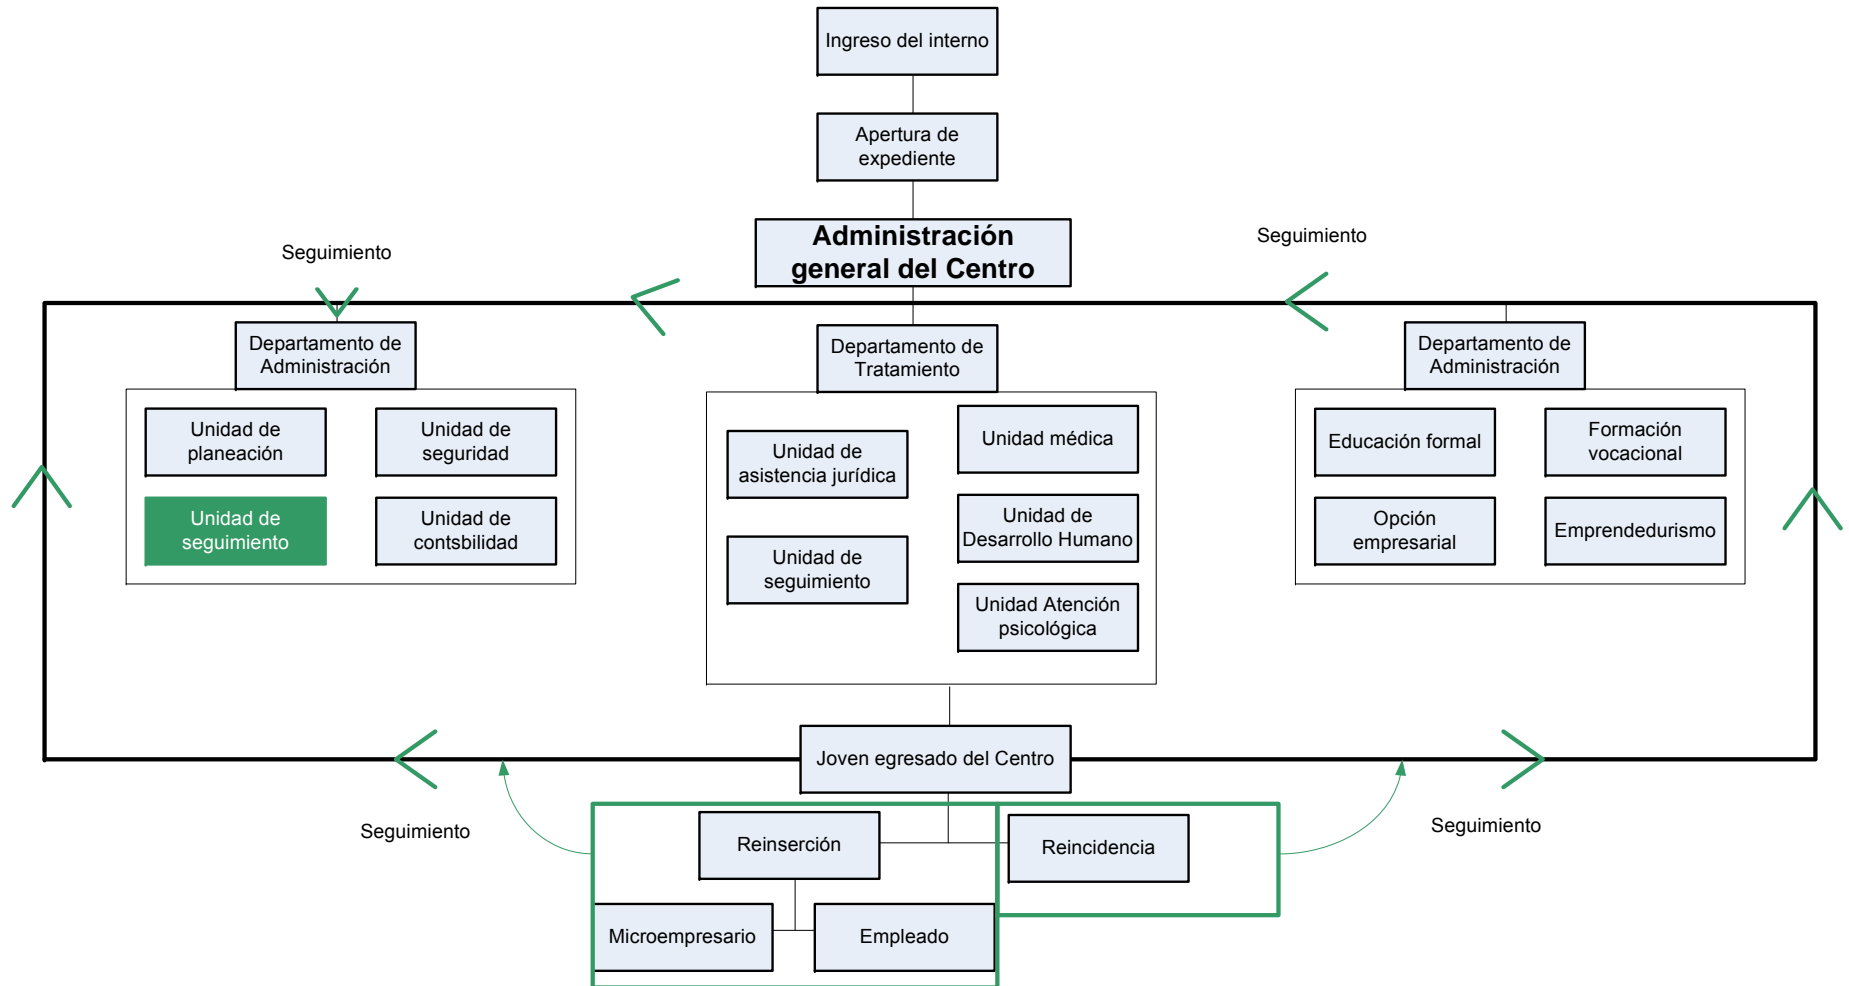 Ingreso del interno
Apertura de
expediente
Administración
general del Centro
Seguimiento
Seguimiento
Departamento de
Administración
Unidad de
planeación
Unidad de
seguridad
Unidad de
seguimiento
Unidad de
contsbilidad
Departamento de
Tratamiento
Unidad de
asistencia jurídica
Unidad de
seguimiento
Unidad médica
Unidad de
Desarrollo Humano
Unidad Atención
psicológica
Departamento de
Administración
Educación formal
Formación
vocacional
Opción
empresarial
Emprendedurismo
Joven egresado del Centro
Seguimiento
Seguimiento
Reinserción
Reincidencia
Microempresario
Empleado